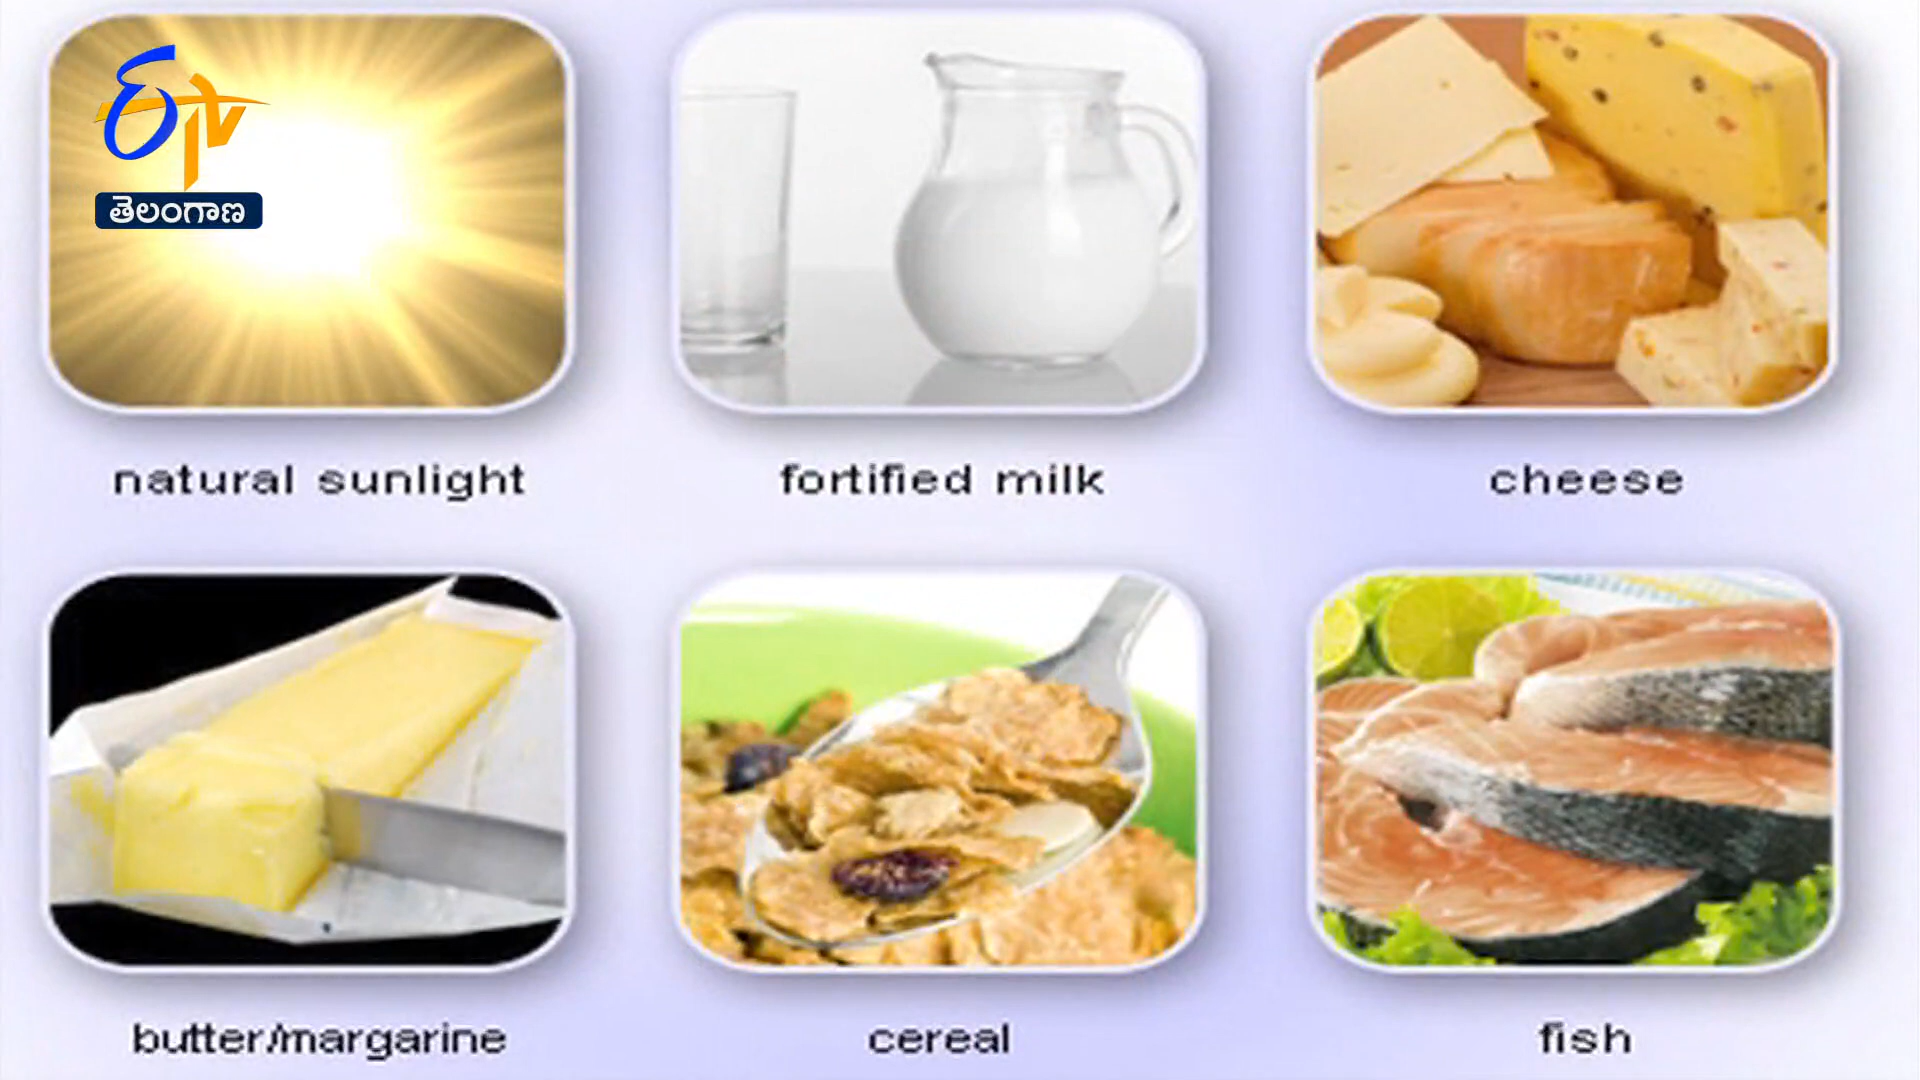 ETV
తెలంగాణ
natural sunlight
fortified milk
cheese
butter/margarine
cereal
fish